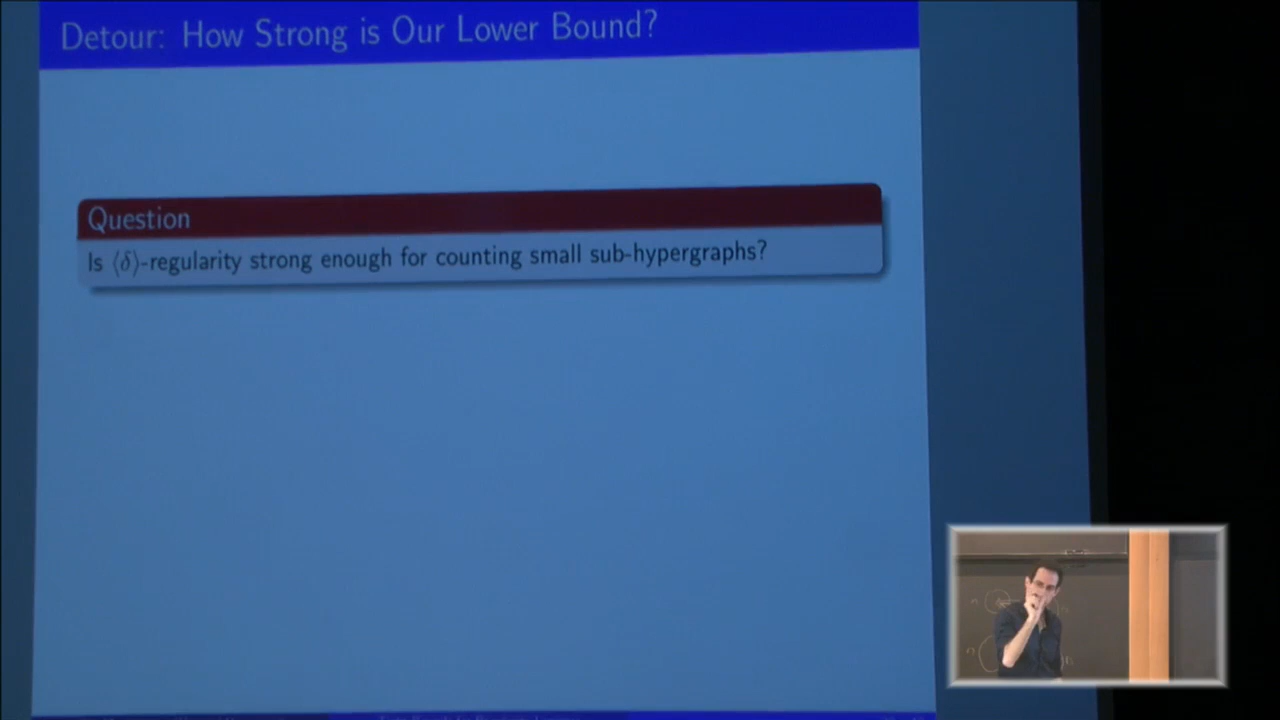 Detour: How Strong is Our Lower Bound?
Question
Is ⟨δ⟩-regularity strong enough for counting small sub-hypergraphs?